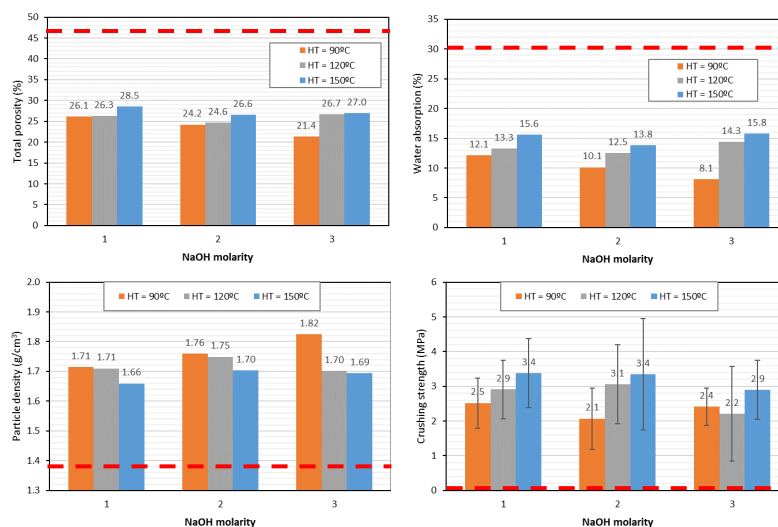 50
45
40
35
30
25
20
15
10
5
0
Total porosity (%)
HT = 90ºC
HT = 120ºC
HT = 150ºC
26.1 26.3 28.5
24.2 24.6 26.6
21.4 26.7 27.0
1 2 3
NaOH molarity
35
30
25
20
15
10
5
0
Water absorption (%)
HT = 90ºC
HT = 120ºC
HT = 150ºC
12.1 13.3 15.6
10.1 12.5 13.8
8.1 14.3 15.8
1 2 3
NaOH molarity
2.0
1.9
1.8
1.7
1.6
1.5
1.4
1.3
Particle density (g/cm³)
HT = 90ºC HT = 120ºC HT = 150ºC
1.71 1.71 1.66
1.76 1.75 1.70
1.82 1.70 1.69
1 2 3
NaOH molarity
6
5
4
3
2
1
0
Crushing strength (MPa)
HT = 90ºC HT = 120ºC HT = 150ºC
2.5 2.9 3.4
2.1 3.1 3.4
2.4 2.2 2.9
1 2 3
NaOH molarity